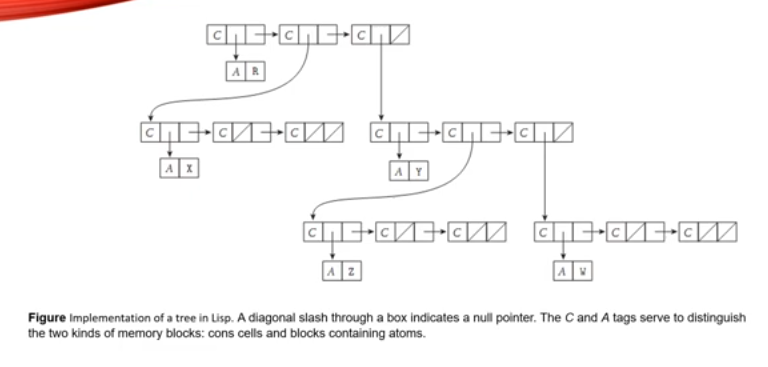 C C C
A R
C C C C C C
A X A Y
C C C C C C
A Z A W
Figure Implementation of a tree in Lisp. A diagonal slash through a box indicates a null pointer. The C and A tags serve to distinguish
the two kinds of memory blocks: cons cells and blocks containing atoms.